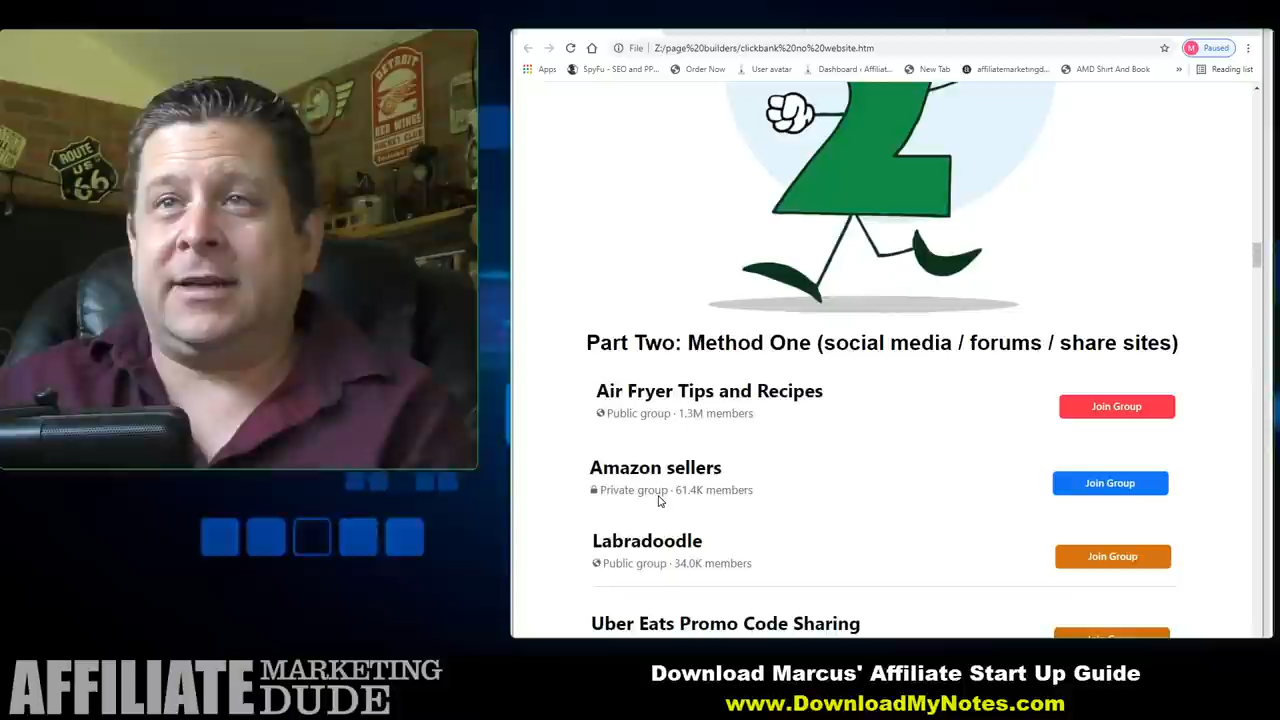 ROUTE
US
66
DETROIT
RED WINGS
HOCKEY CLUB
File
Z:/page%20builders/clickbank%20no%20website.htm
M
Paused
Apps
SpyFu - SEO and PP...
Order Now
User avatar
Dashboard ‹ Affiliat...
New Tab
affiliatemarketingd...
AMD Shirt And Book
»
Reading list
Part Two: Method One (social media / forums / share sites)
Air Fryer Tips and Recipes
Public group · 1.3M members
Join Group
Amazon sellers
Private group · 61.4K members
Join Group
Labradoodle
Public group · 34.0K members
Join Group
Uber Eats Promo Code Sharing
AFFILIATE MARKETING DUDE
Download Marcus' Affiliate Start Up Guide
www.DownloadMyNotes.com